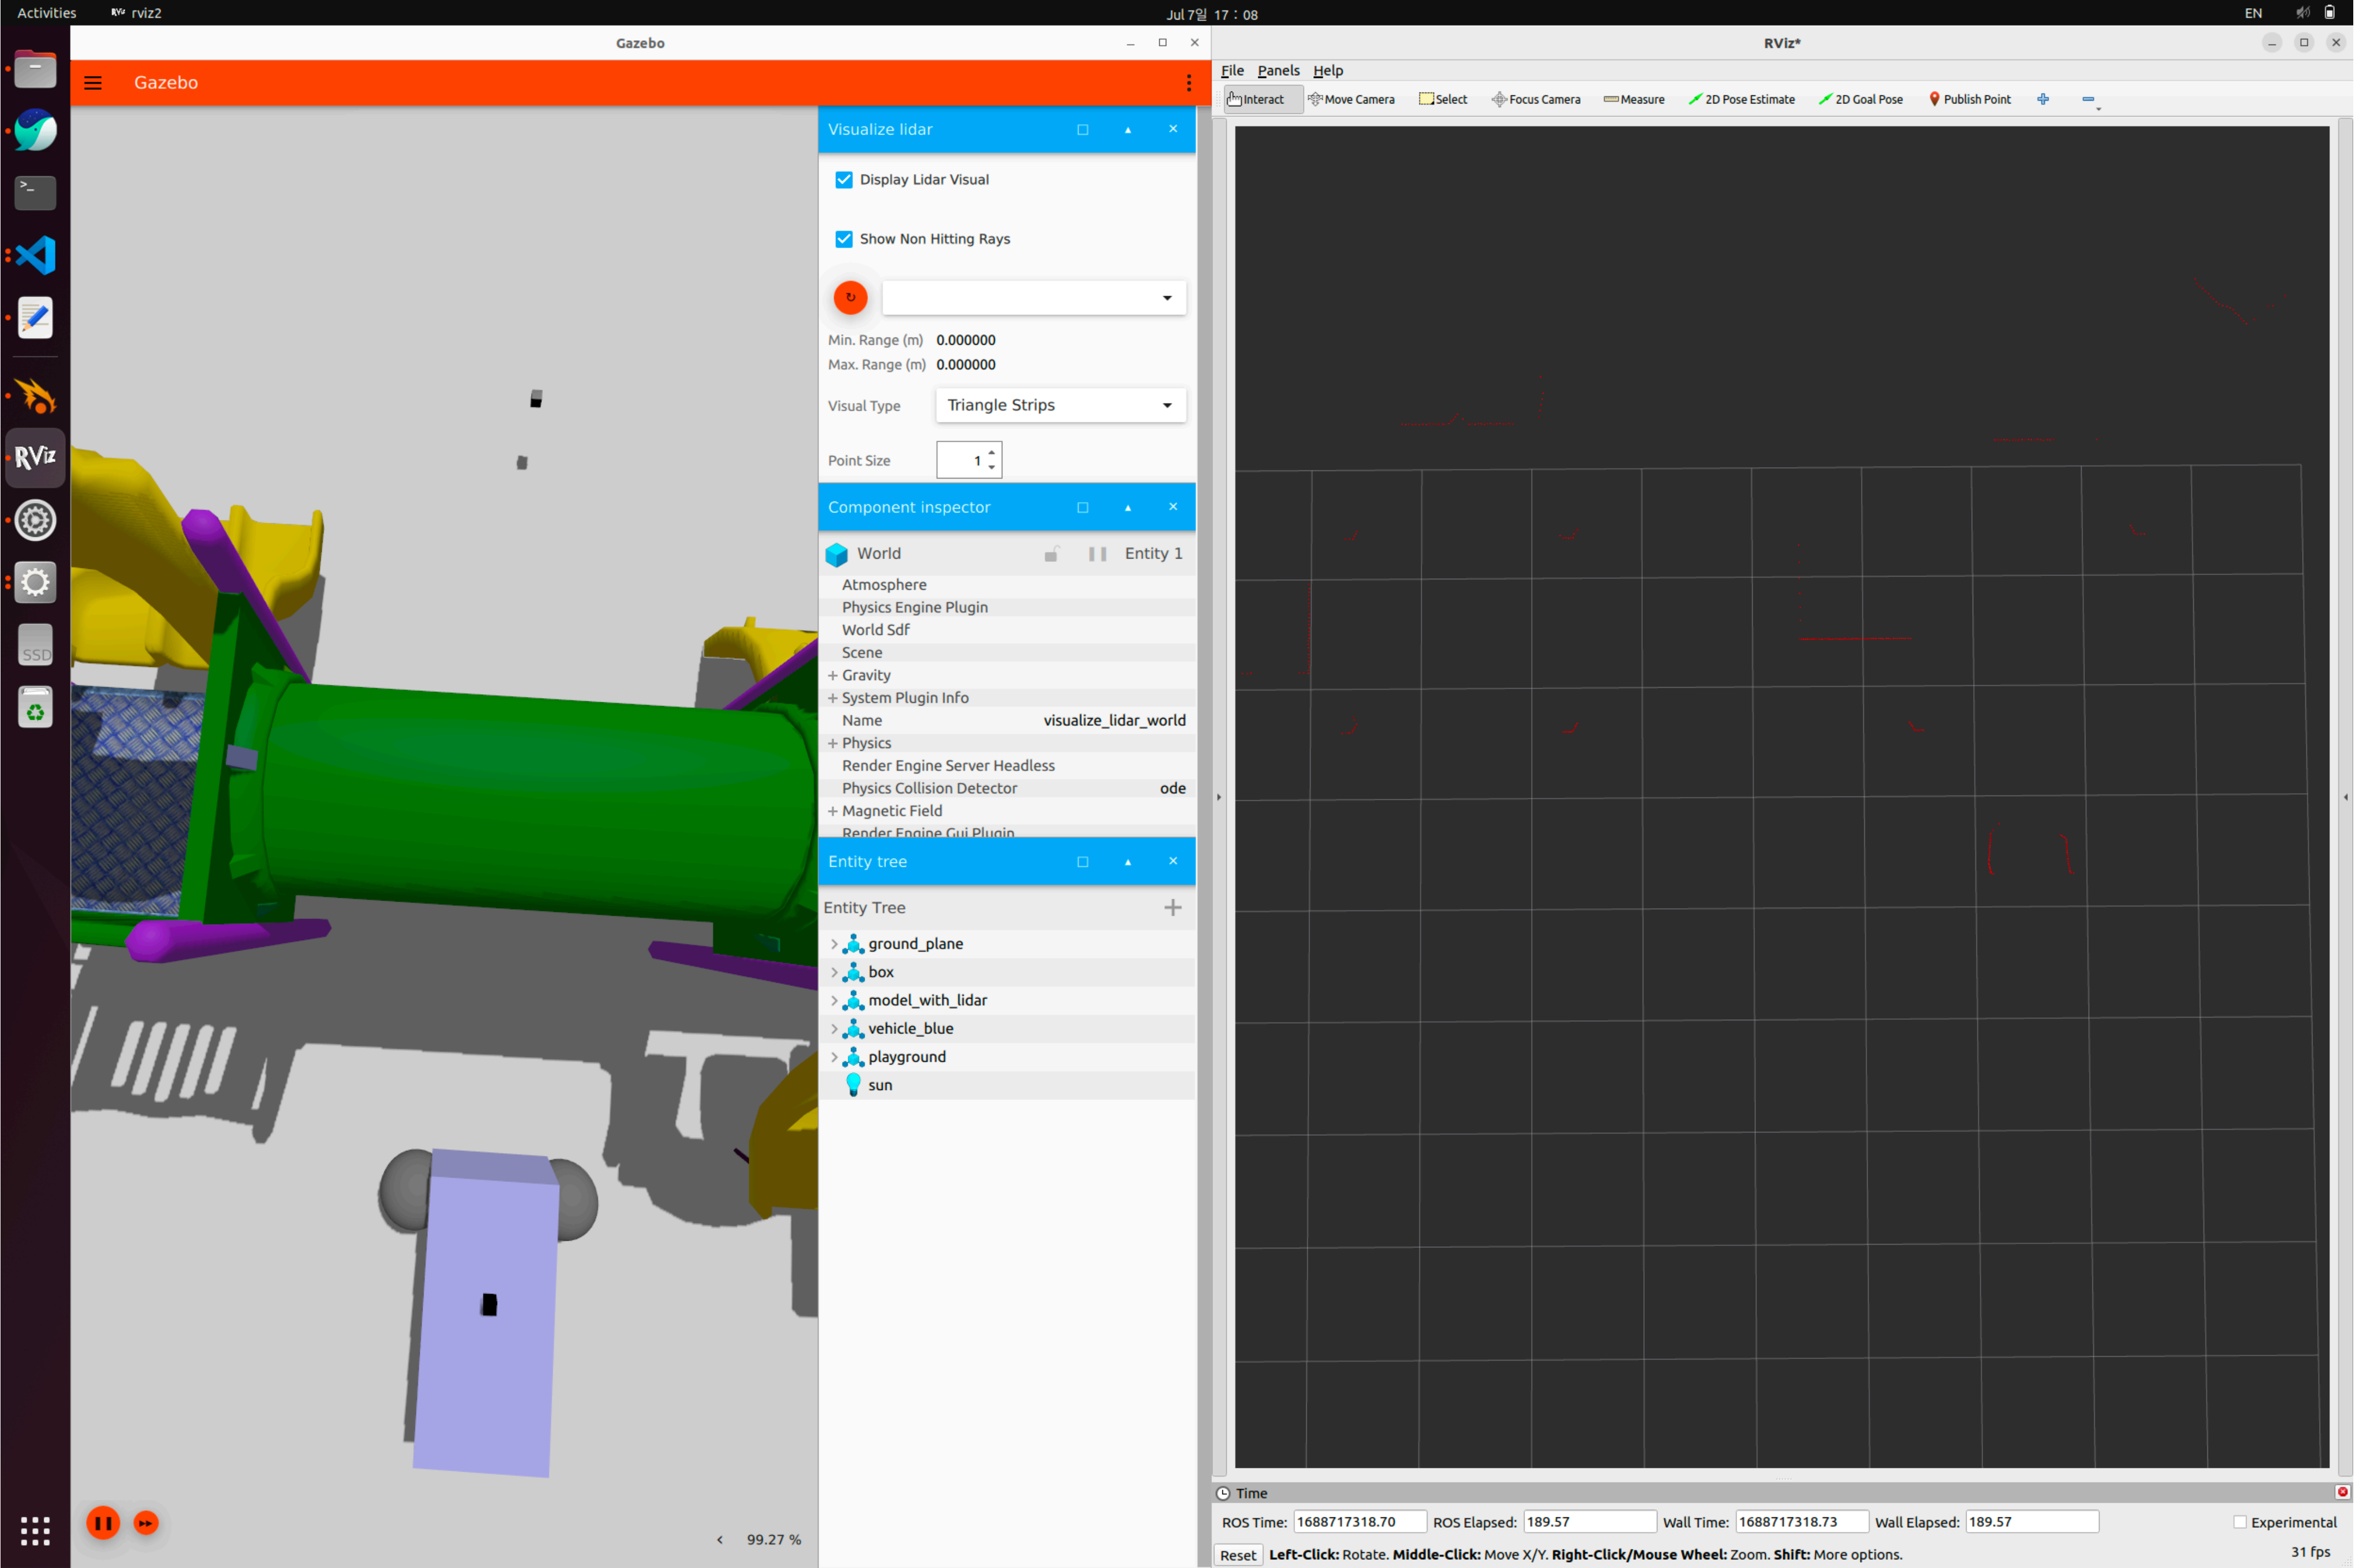 Activities
RViz rviz2
Jul 7일 17 : 08
EN
Gazebo
Gazebo
Visualize lidar
Display Lidar Visual
Show Non Hitting Rays
Min. Range (m) 0.000000
Max. Range (m) 0.000000
Visual Type Triangle Strips
Point Size 1
Component inspector
World Entity 1
Atmosphere
Physics Engine Plugin
World Sdf
Scene
+ Gravity
+ System Plugin Info
Name visualize_lidar_world
+ Physics
Render Engine Server Headless
Physics Collision Detector ode
+ Magnetic Field
Render Engine Gui Plugin
Entity tree
Entity Tree
ground_plane
box
model_with_lidar
vehicle_blue
playground
sun
< 99.27 %
RViz
SSD
RViz*
File Panels Help
Interact Move Camera Select Focus Camera Measure 2D Pose Estimate 2D Goal Pose Publish Point
Time
ROS Time: 1688717318.70 ROS Elapsed: 189.57 Wall Time: 1688717318.73 Wall Elapsed: 189.57 Experimental
Reset Left-Click: Rotate. Middle-Click: Move X/Y. Right-Click/Mouse Wheel: Zoom. Shift: More options. 31 fps